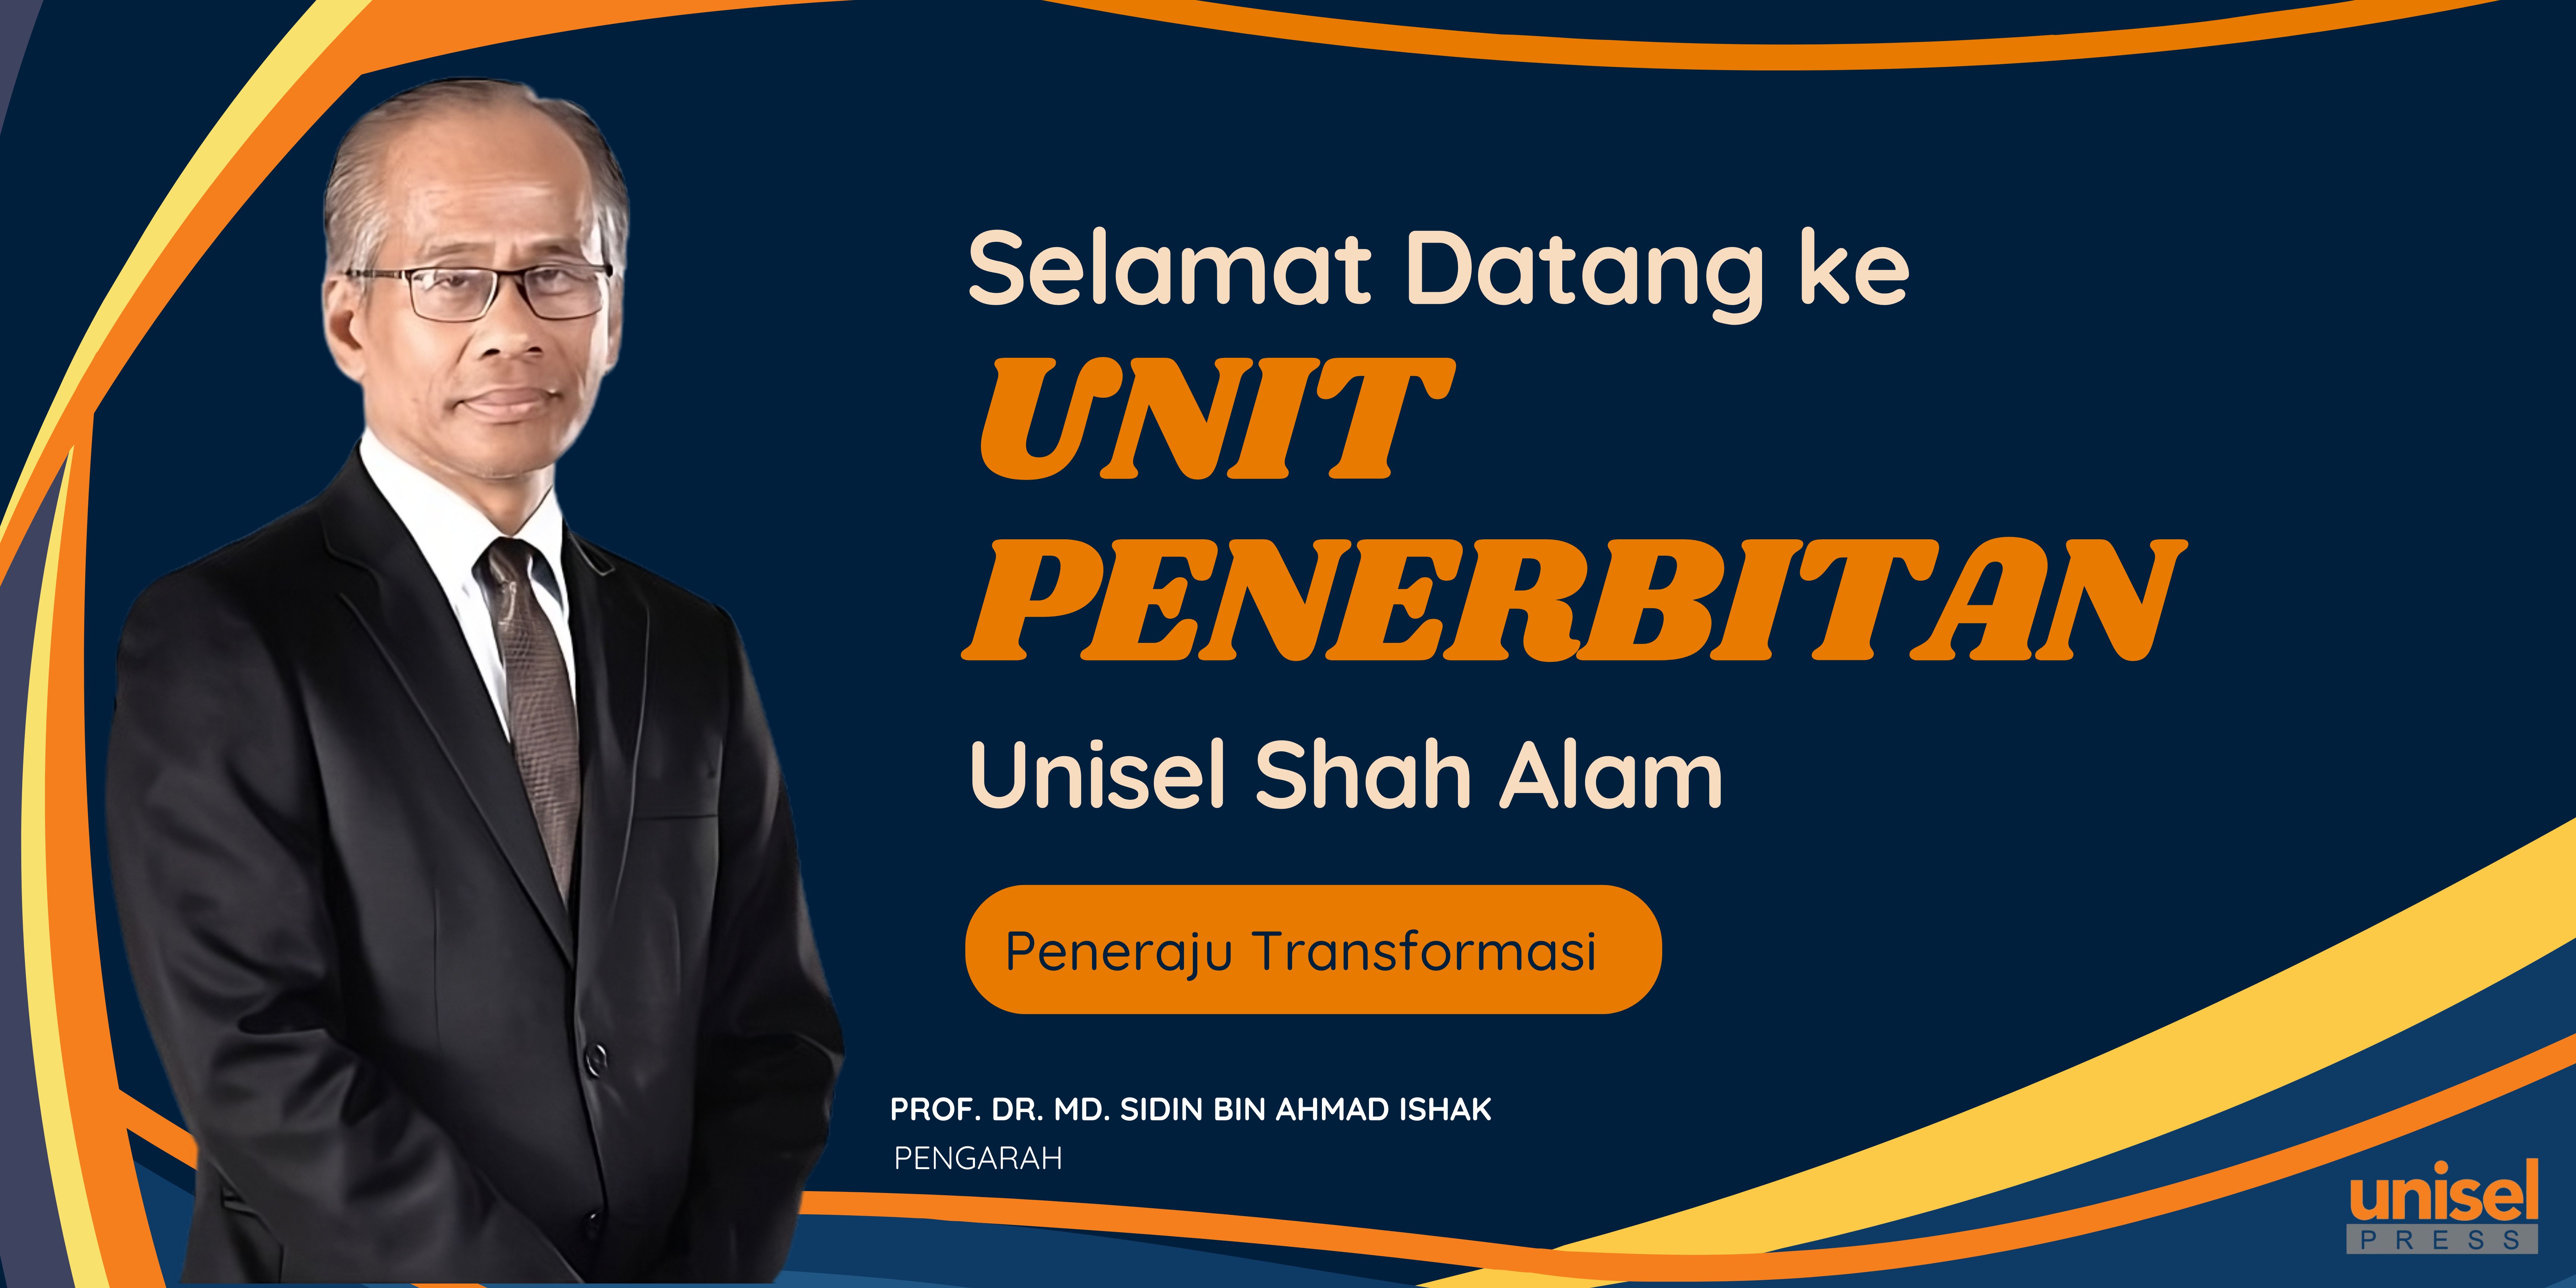 Selamat Datang ke
UNIT
PENERBITAN
Unisel Shah Alam
Peneraju Transformasi
PROF. DR. MD. SIDIN BIN AHMAD ISHAK
PENGARAH
unisel
PRESS